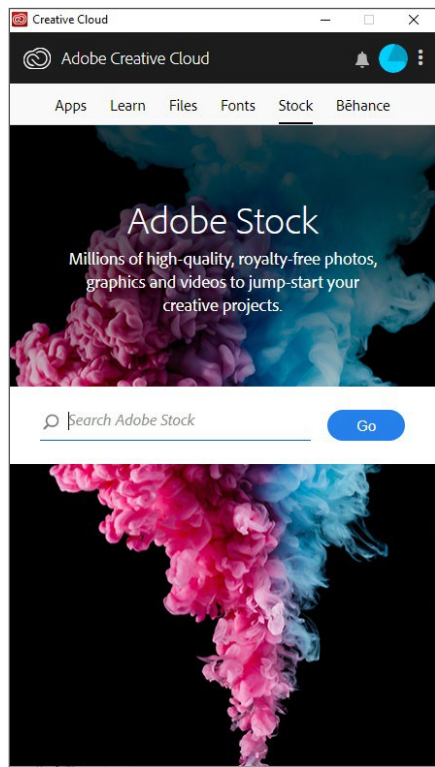 Creative Cloud
Adobe Creative Cloud
Apps Learn Files Fonts Stock Bēhance
Adobe Stock
Millions of high-quality, royalty-free photos,
graphics and videos to jump-start your
creative projects.
Search Adobe Stock
Go